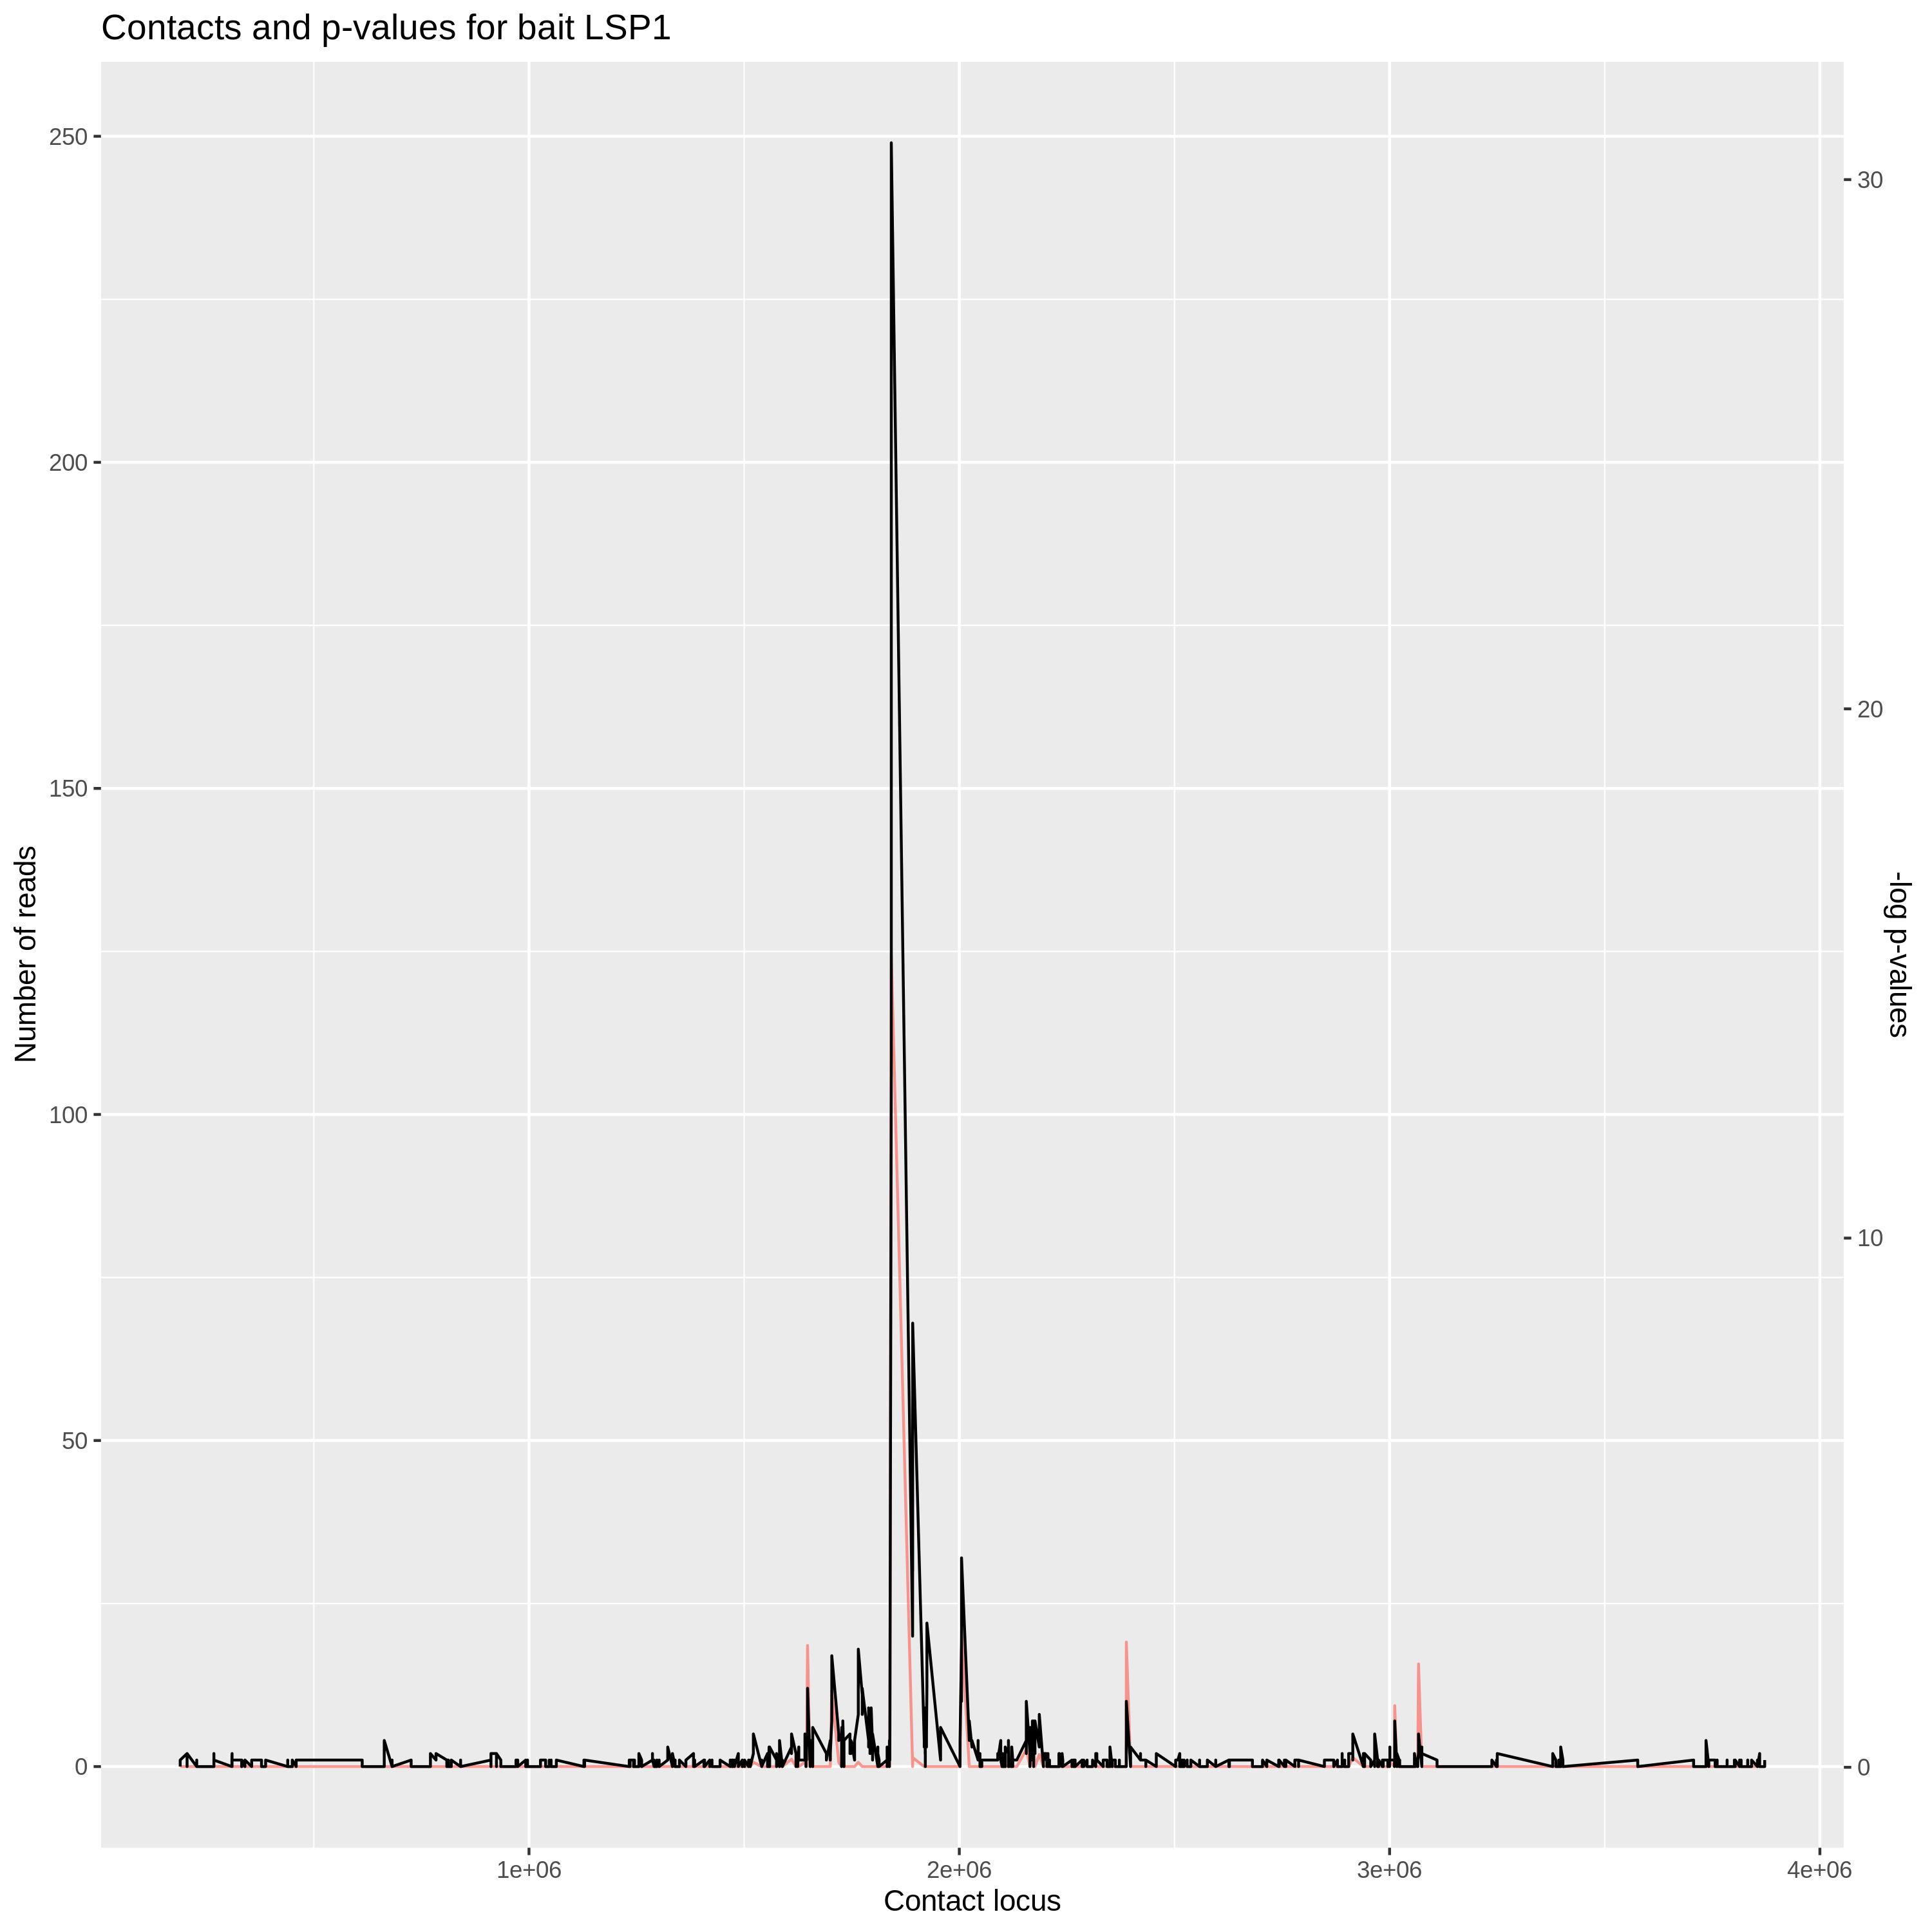 Contacts and p-values for bait LSP1
250
200
150
100
50
0
Number of reads
30
20
10
0
-log p-values
1e+06
2e+06
3e+06
4e+06
Contact locus